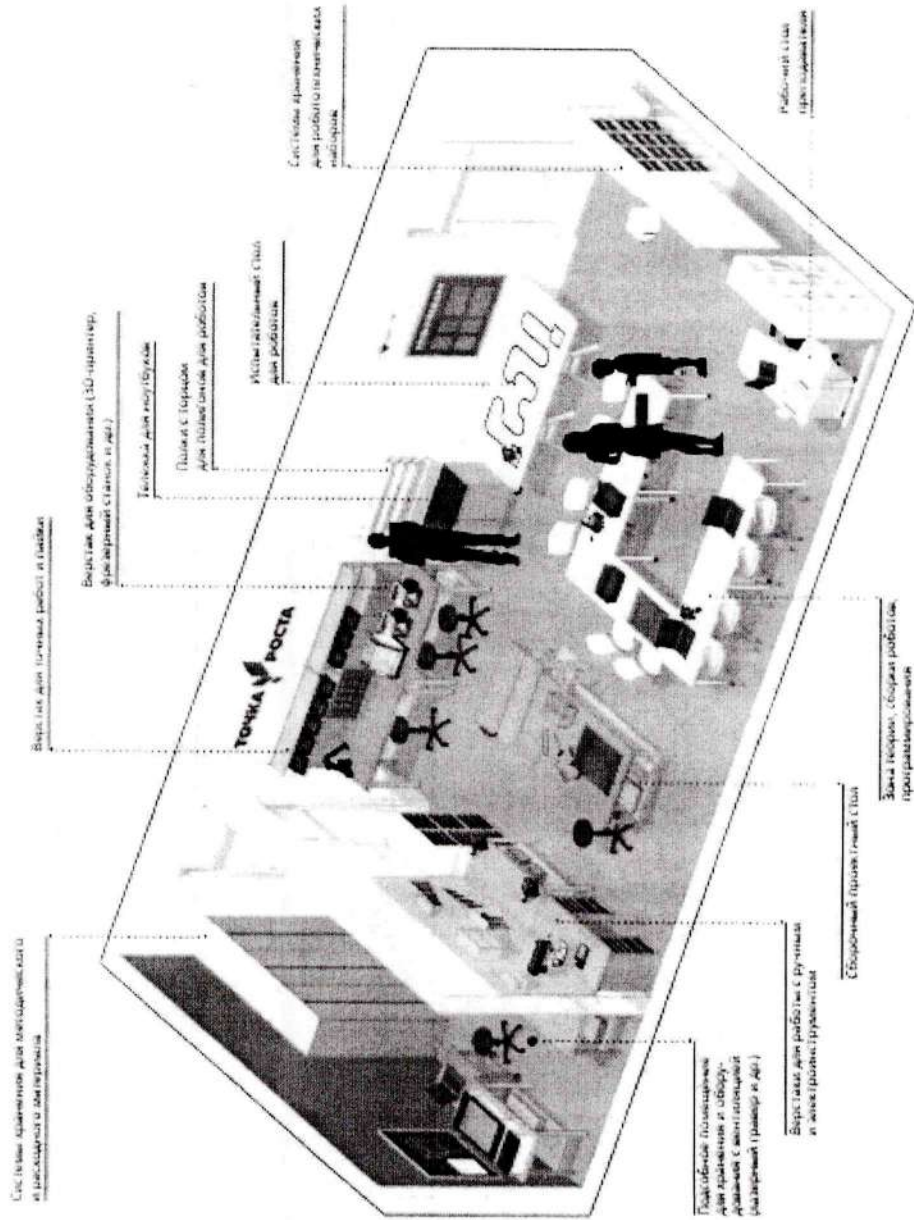 Системы хранения для методического
и расходного материала
Верстак для точных работ и пайки
Верстак для оборудования (3D-принтер,
фрезерный станок и др.)
Тележка для ноутбуков
Полки с торцом
для полигонов для роботов
Испытательный стол
для роботов
Системы хранения
для робототехнических
наборов
ТОЧКА РОСТА
Подсобное помещение
для хранения и обору-
дования с вентиляцией
(лазерный гравер и др.)
Верстаки для работы с ручным
и электроинструментом
Сборочный проектный стол
Зона теории, сборки роботов,
программирования
Рабочий стол
преподавателя